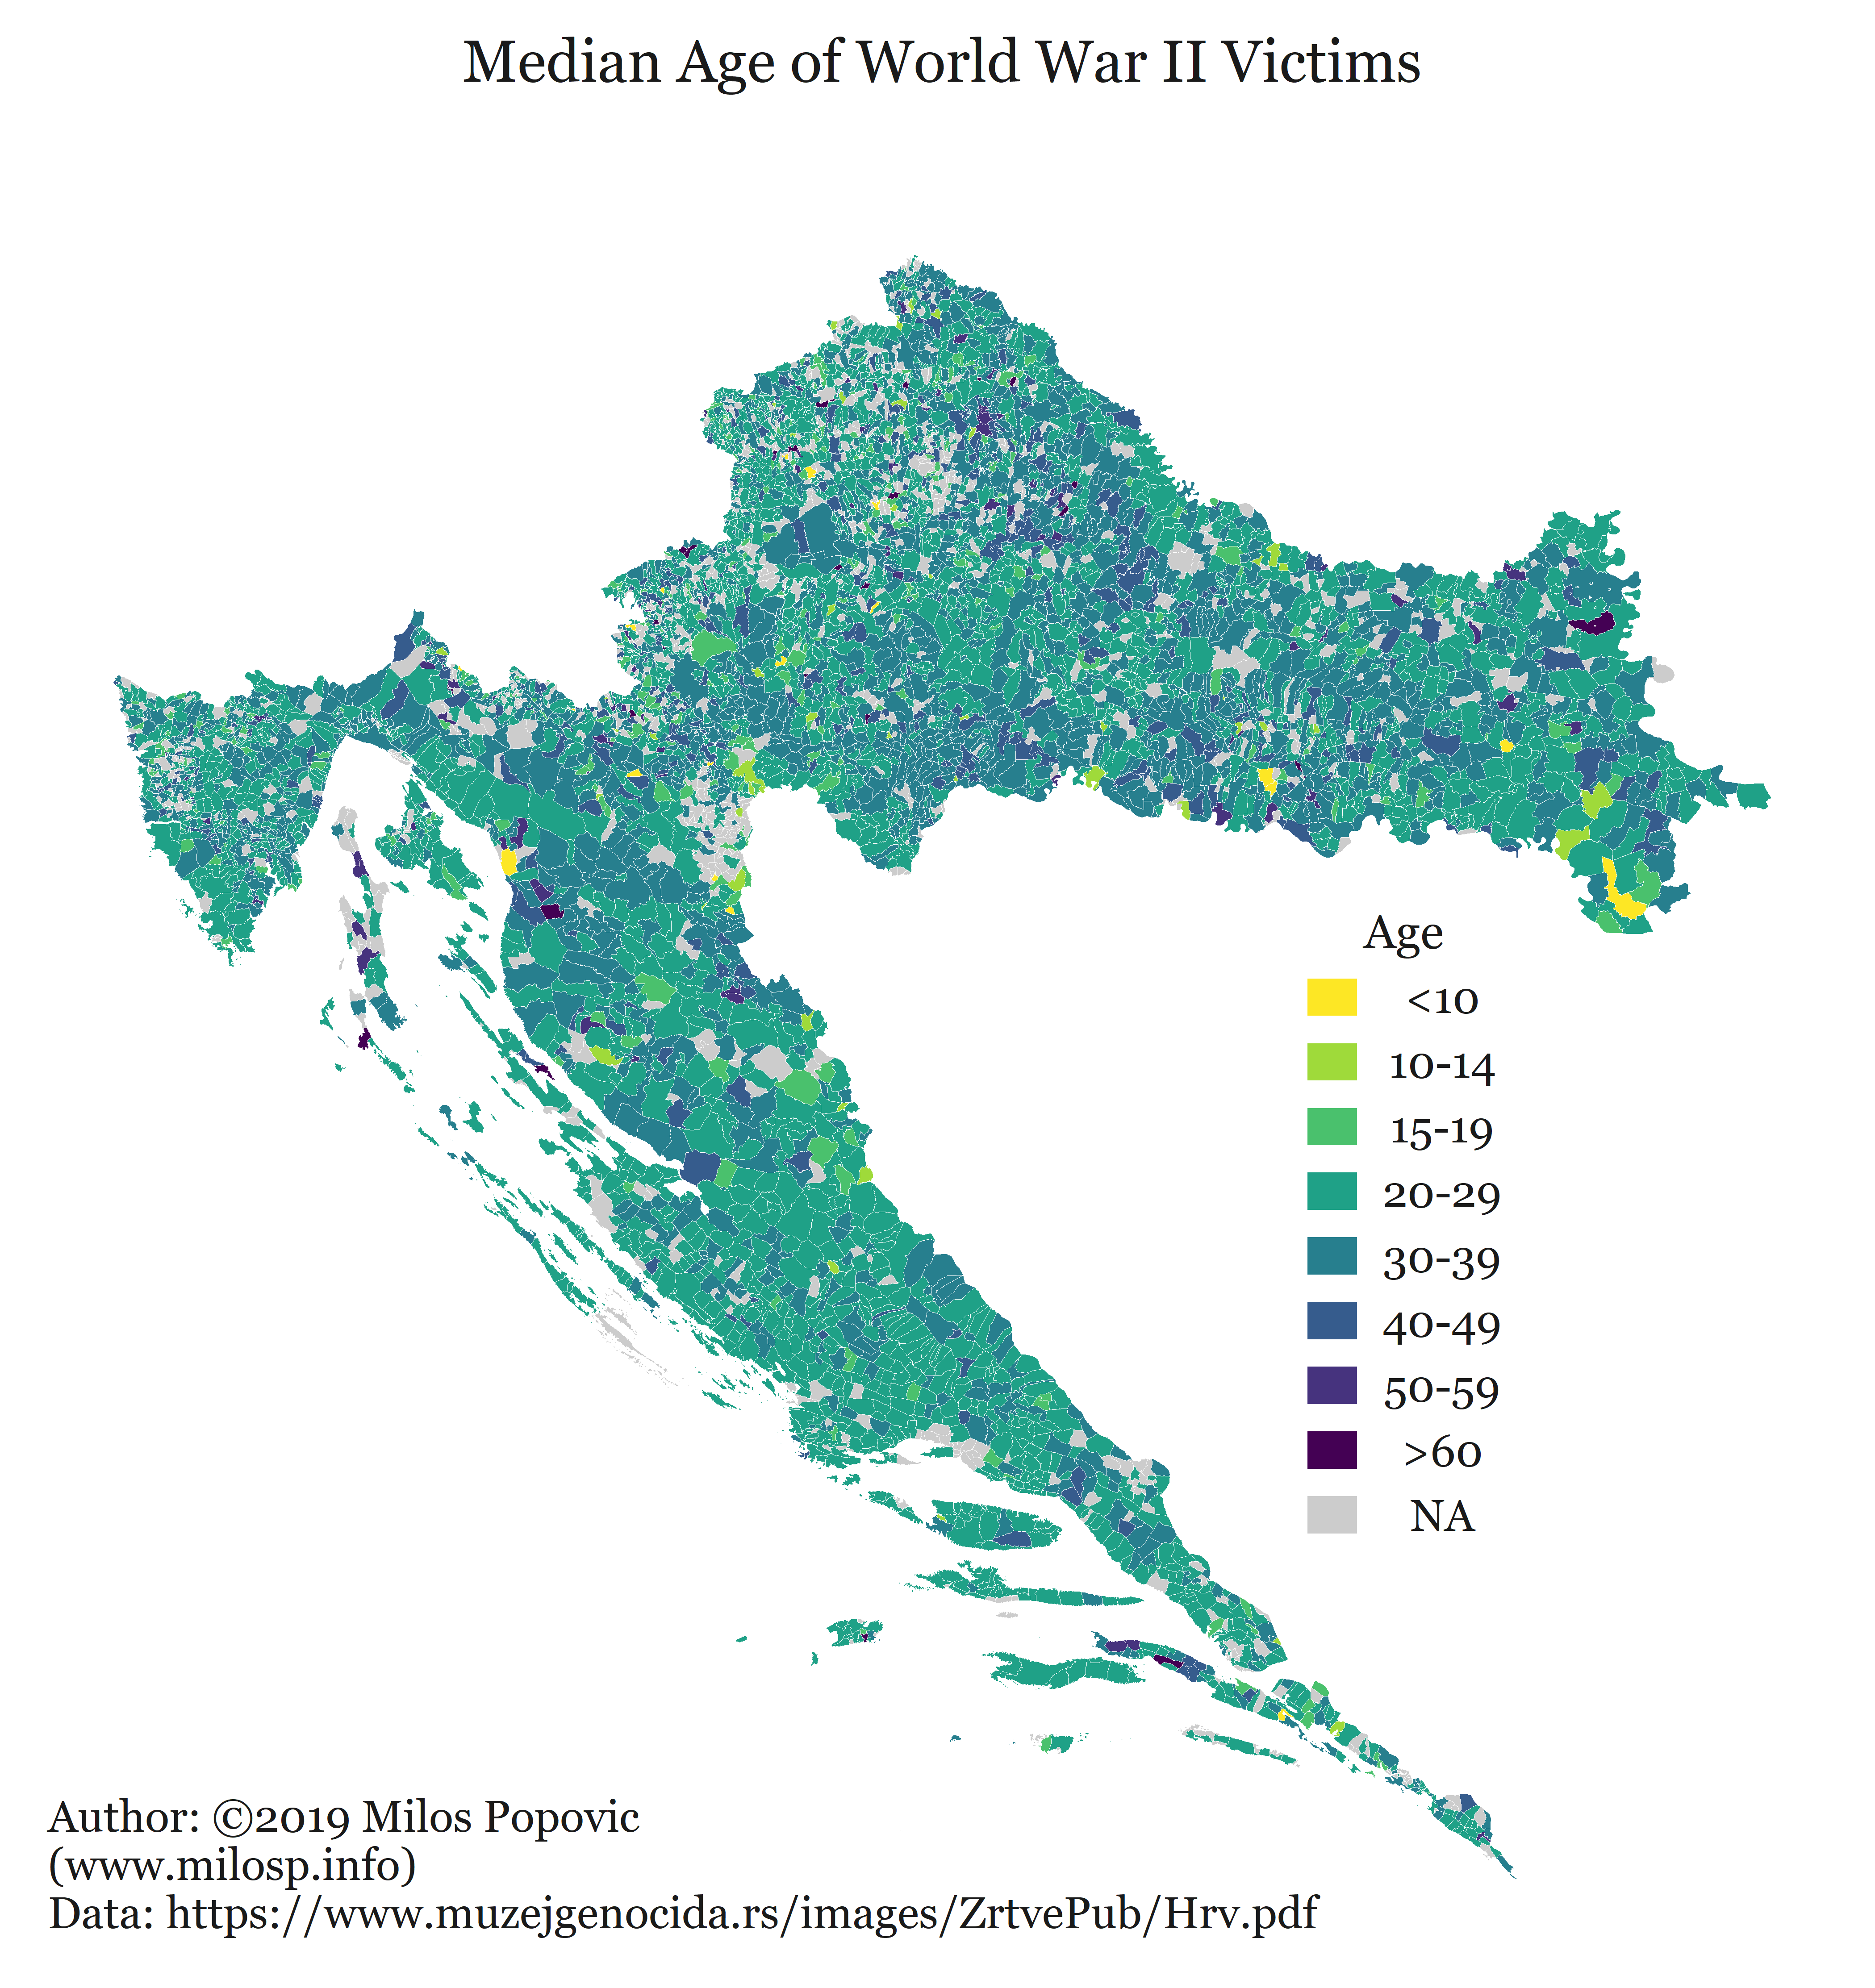 Median Age of World War II Victims
Age
<10
10-14
15-19
20-29
30-39
40-49
50-59
>60
NA
Author: ©2019 Milos Popovic
(www.milosp.info)
Data: https://www.muzejgenocida.rs/images/ZrtvePub/Hrv.pdf